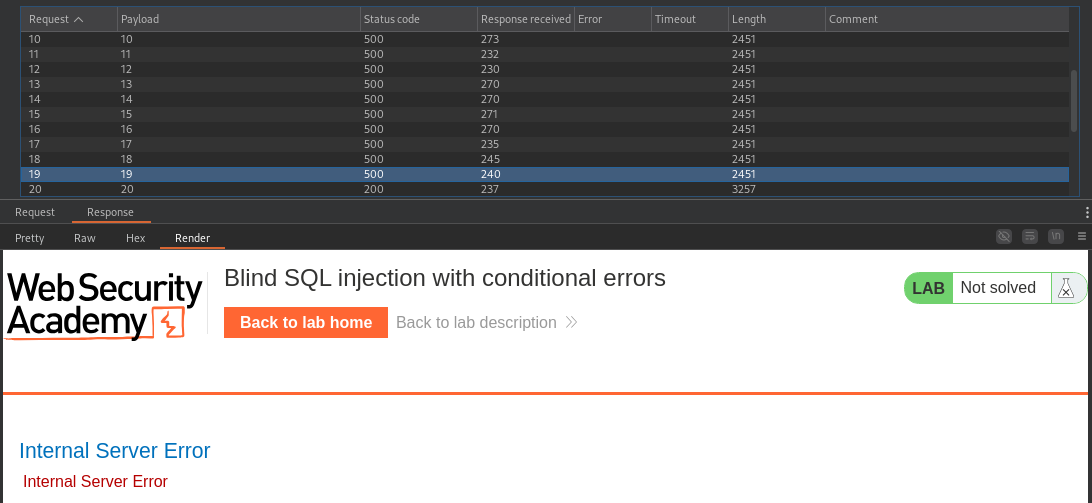 Request Payload Status code Response received Error Timeout Length Comment
10 10 500 273 2451
11 11 500 232 2451
12 12 500 230 2451
13 13 500 270 2451
14 14 500 270 2451
15 15 500 271 2451
16 16 500 270 2451
17 17 500 235 2451
18 18 500 245 2451
19 19 500 240 2451
20 20 200 237 3257
Request Response
Pretty Raw Hex Render \n
Web Security
Academy
Blind SQL injection with conditional errors
Back to lab home Back to lab description
LAB Not solved
Internal Server Error
Internal Server Error